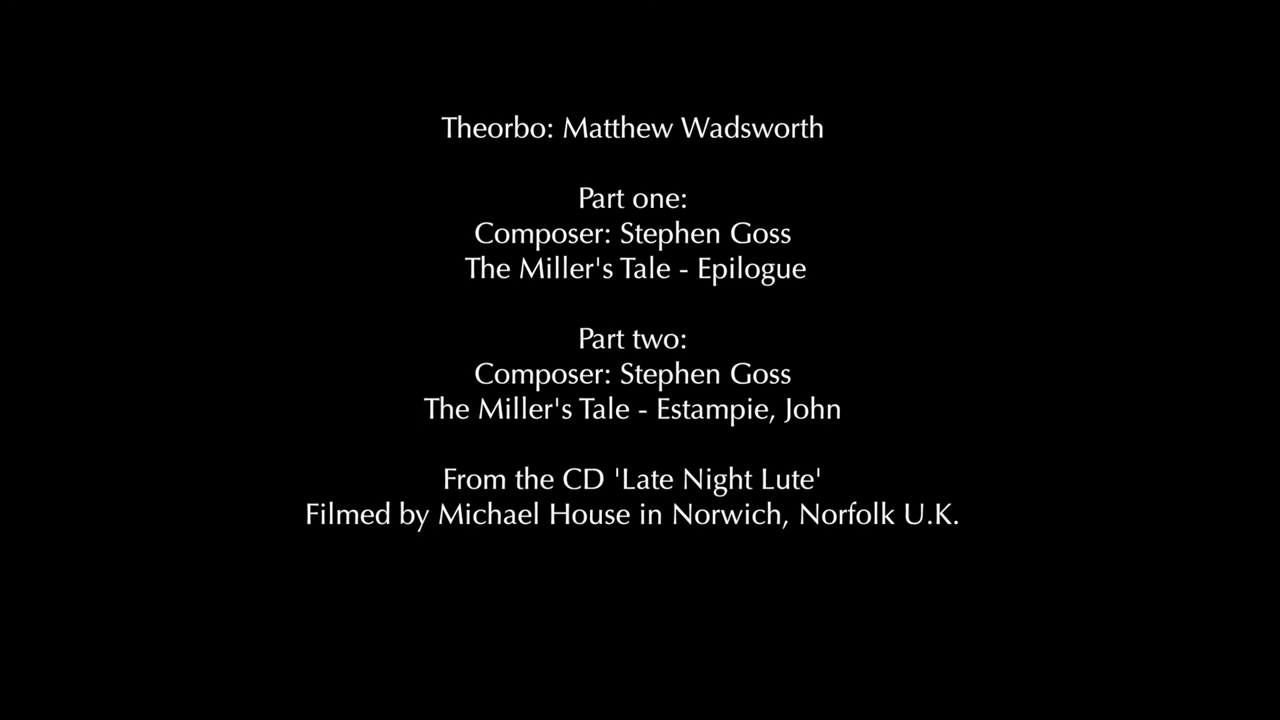 Theorbo: Matthew Wadsworth
Part one:
Composer: Stephen Goss
The Miller's Tale - Epilogue
Part two:
Composer: Stephen Goss
The Miller's Tale - Estampie, John
From the CD 'Late Night Lute'
Filmed by Michael House in Norwich, Norfolk U.K.